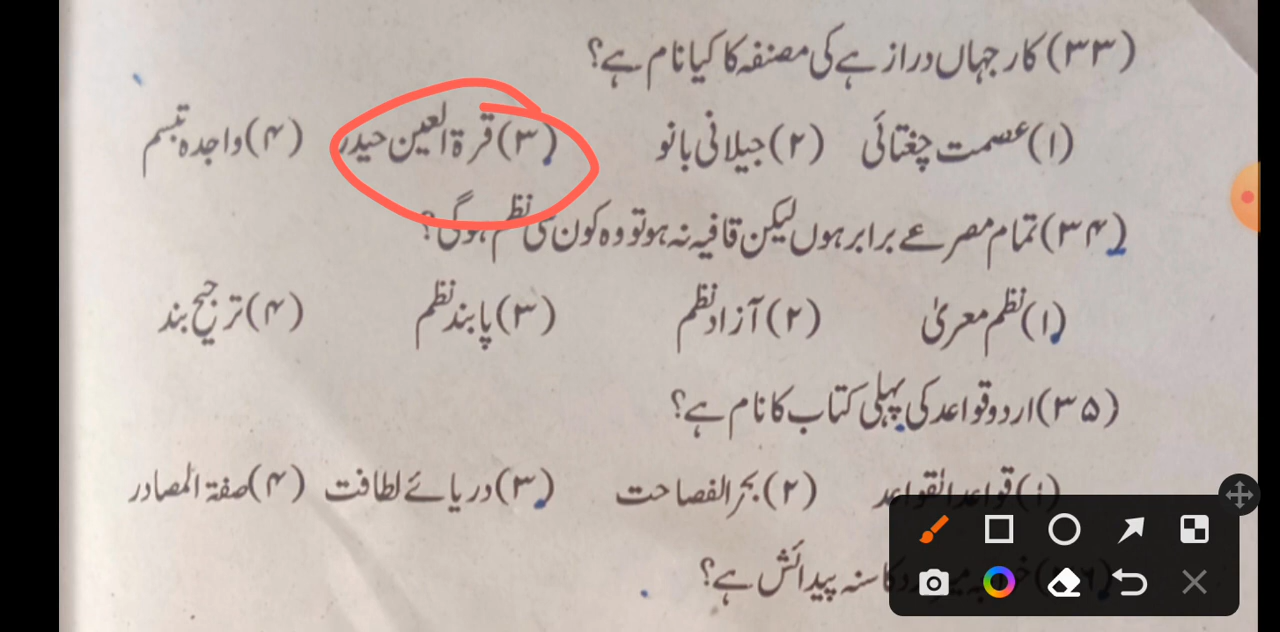 (۳۳) کار جہاں دراز ہے کی مصنفہ کا کیا نام ہے؟
(۱) عصمت چغتائی (۲) جیلانی بانو (۳) قرۃ العین حیدر (۴) واجدہ تبسم
(۳۴) تمام مصرعے برابر ہوں لیکن قافیہ نہ ہو تو وہ کون سی نظم ہوگی؟
(۱) نظم معریٰ (۲) آزاد نظم (۳) پابند نظم (۴) ترجیح بند
(۳۵) اردو قواعد کی پہلی کتاب کا نام ہے؟
(۱) قواعد القواعد (۲) بحر الفصاحت (۳) دریائے لطافت (۴) صفۃ المصادر
کا سنہ پیدائش ہے؟